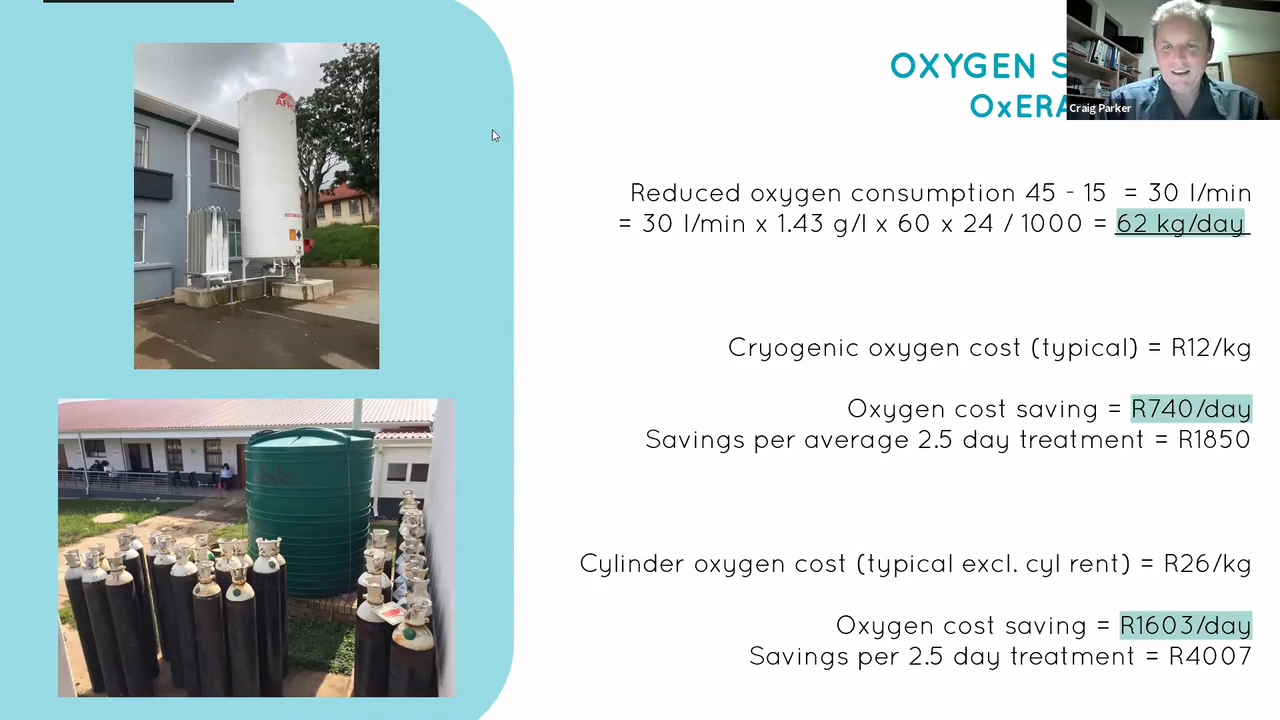 OXYGEN
OxERA
Craig Parker
Reduced oxygen consumption 45 - 15 = 30 l/min
= 30 l/min x 1.43 g/l x 60 x 24 / 1000 = 62 kg/day
Cryogenic oxygen cost (typical) = R12/kg
Oxygen cost saving = R740/day
Savings per average 2.5 day treatment = R1850
Cylinder oxygen cost (typical excl. cyl rent) = R26/kg
Oxygen cost saving = R1603/day
Savings per 2.5 day treatment = R4007